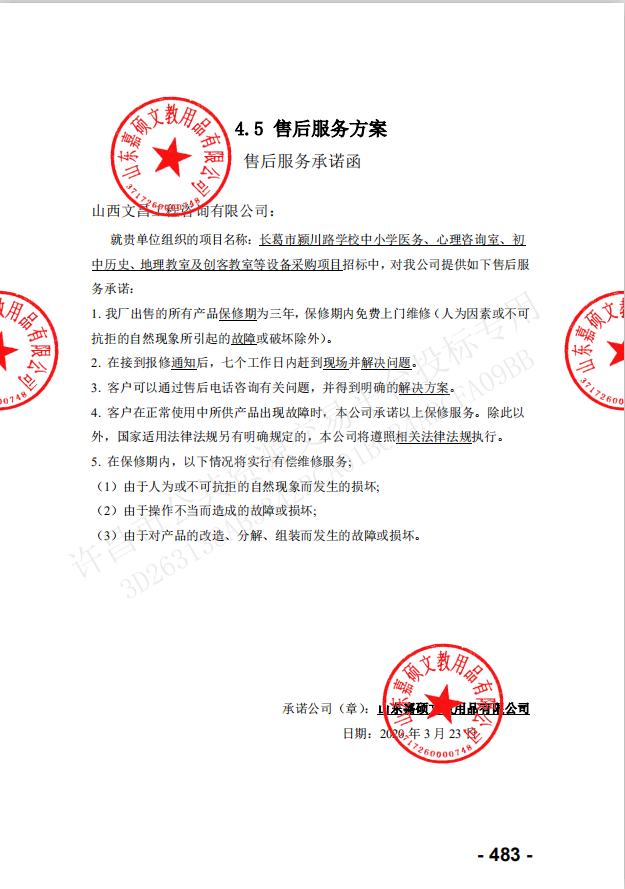 4.5 售后服务方案
售后服务承诺函
山西文昌工程咨询有限公司：
就贵单位组织的项目名称：长葛市颍川路学校中小学医务、心理咨询室、初
中历史、地理教室及创客教室等设备采购项目招标中，对我公司提供如下售后服
务承诺：
1. 我厂出售的所有产品保修期为三年，保修期内免费上门维修（人为因素或不可
抗拒的自然现象所引起的故障或破坏除外）。
2. 在接到报修通知后，七个工作日内赶到现场并解决问题。
3. 客户可以通过售后电话咨询有关问题，并得到明确的解决方案。
4. 客户在正常使用中所供产品出现故障时，本公司承诺以上保修服务。除此以
外，国家适用法律法规另有明确规定的，本公司将遵照相关法律法规执行。
5. 在保修期内，以下情况将实行有偿维修服务;
（1）由于人为或不可抗拒的自然现象而发生的损坏;
（2）由于操作不当而造成的故障或损坏;
（3）由于对产品的改造、分解、组装而发生的故障或损坏。
承诺公司（章）：山东嘉硕文教用品有限公司
日期：2020 年 3 月 23 日
山东嘉硕文教用品有限公司
3717260000748
- 483 -